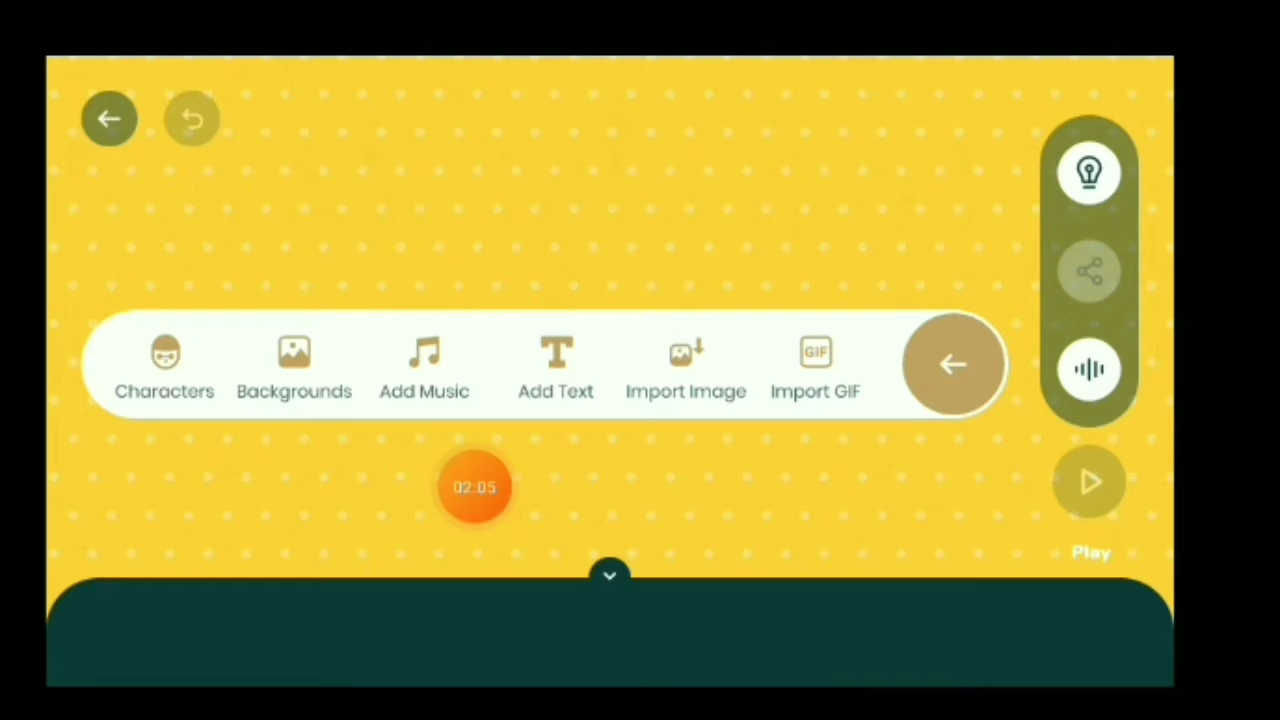 Characters
Backgrounds
Add Music
Add Text
Import Image
GIF
Import GIF
02:05
Play